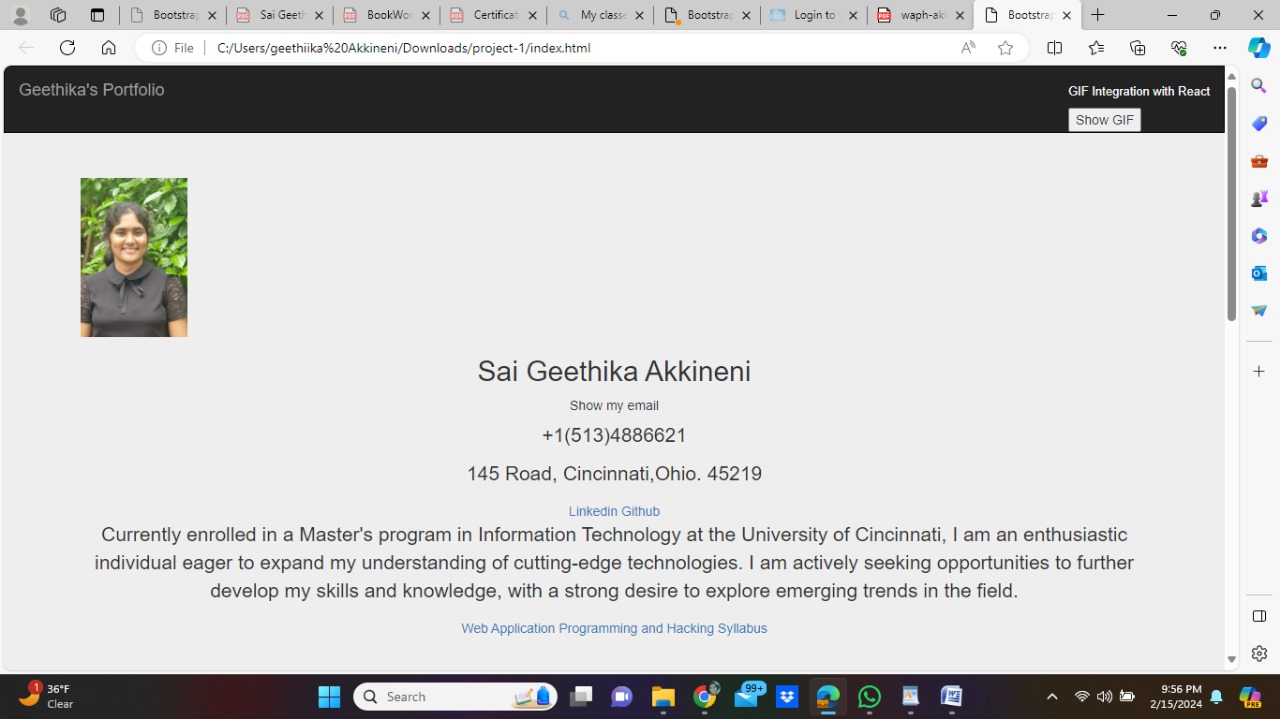 Bootstrap
Sai Geeth
BookWo
Certificat
My classe
Bootstrap
Login to
waph-ak
Bootstrap
File
C:/Users/geethiika%20Akkineni/Downloads/project-1/index.html
Geethika's Portfolio
GIF Integration with React
Show GIF
Sai Geethika Akkineni
Show my email
+1(513)4886621
145 Road, Cincinnati,Ohio. 45219
Linkedin Github
Currently enrolled in a Master's program in Information Technology at the University of Cincinnati, I am an enthusiastic
individual eager to expand my understanding of cutting-edge technologies. I am actively seeking opportunities to further
develop my skills and knowledge, with a strong desire to explore emerging trends in the field.
Web Application Programming and Hacking Syllabus
1
36°F
Clear
Search
99+
9:56 PM
2/15/2024
PRE